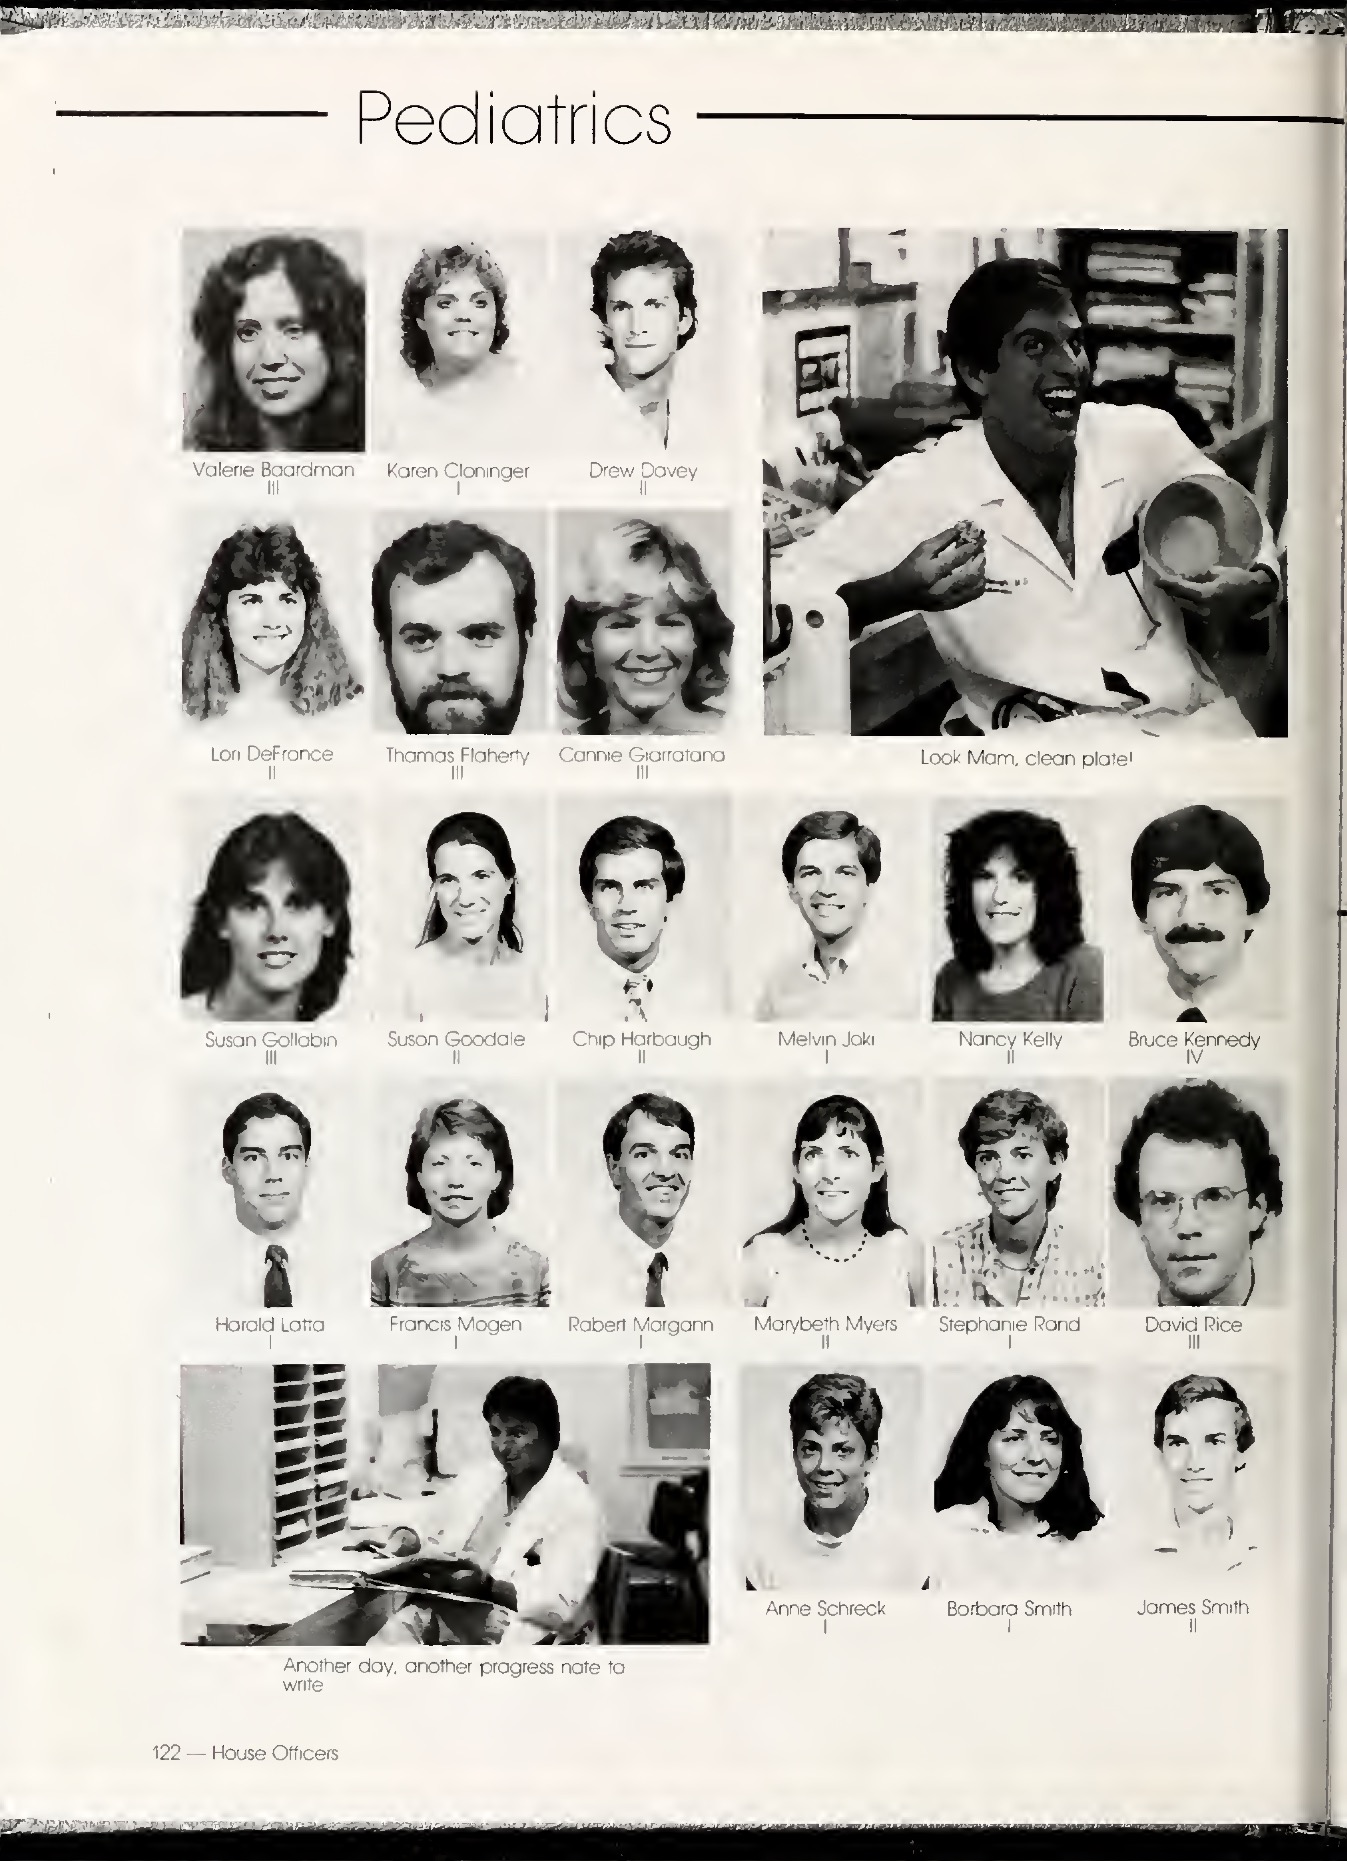 Pediatrics
Valerie Boardman
III
Karen Cloninger
I
Drew Davey
II
Lori DeFrance
II
Thomas Flaherty
III
Connie Giarratano
III
Look Mom, clean plate!
Susan Gollobin
III
Susan Goodale
II
Chip Harbaugh
II
Melvin Joki
I
Nancy Kelly
II
Bruce Kennedy
IV
Harold Latta
I
Francis Mogen
I
Robert Morgann
I
Marybeth Myers
II
Stephanie Rand
I
David Rice
III
Anne Schreck
I
Barbara Smith
I
James Smith
II
Another day, another progress note to
write
122 — House Officers